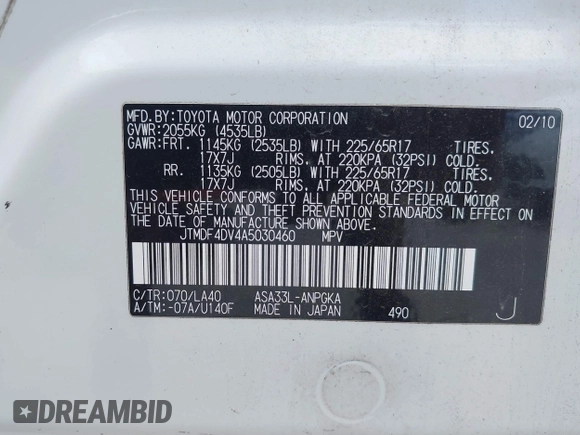 MFD.BY:TOYOTA MOTOR CORPORATION 02/10
GVWR:2055KG (4535LB)
GAWR:FRT. 1145KG (2535LB) WITH 225/65R17 TIRES,
17X7J RIMS, AT 220KPA (32PSI) COLD.
RR. 1135KG (2505LB) WITH 225/65R17 TIRES,
17X7J RIMS, AT 220KPA (32PSI) COLD.
THIS VEHICLE CONFORMS TO ALL APPLICABLE FEDERAL MOTOR
VEHICLE SAFETY AND THEFT PREVENTION STANDARDS IN EFFECT ON
THE DATE OF MANUFACTURE SHOWN ABOVE.
JTMDF4DV4A5030460 MPV
C/TR:070/LA40 ASA33L-ANPGKA
A/TM:-07A/U140F MADE IN JAPAN 490 J
DREAMBID